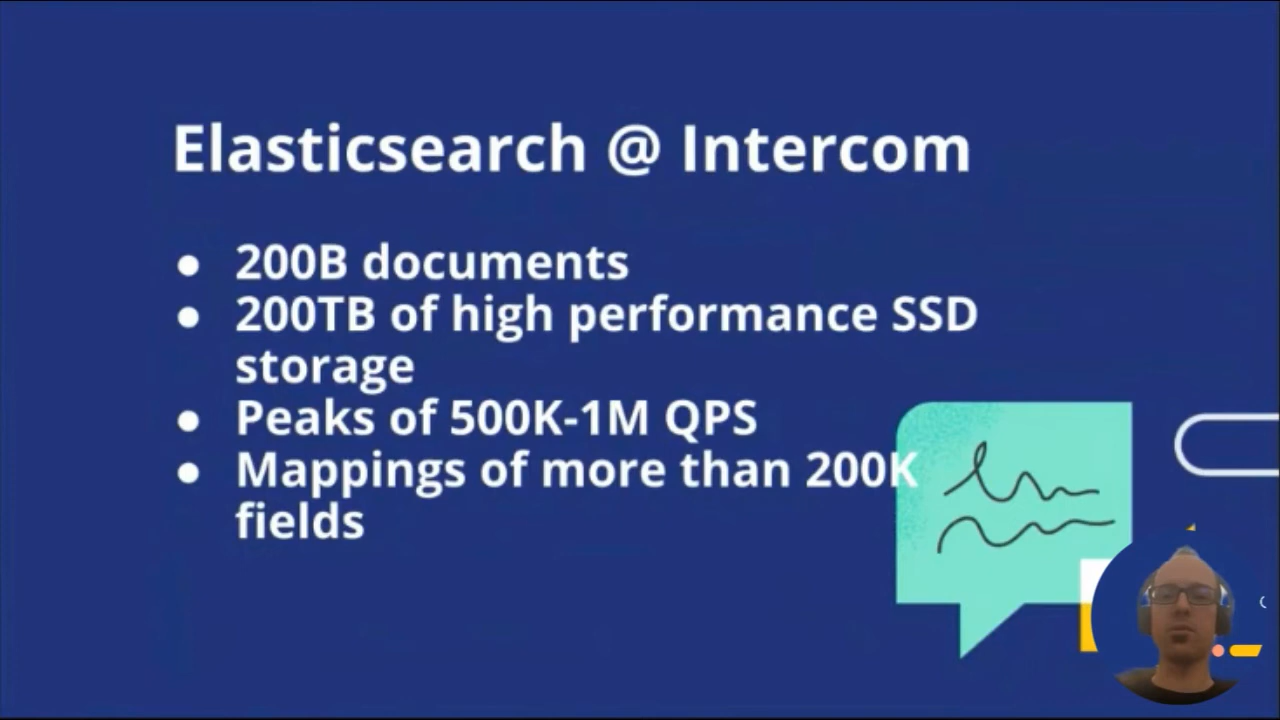 Elasticsearch @ Intercom
● 200B documents
● 200TB of high performance SSD
storage
● Peaks of 500K-1M QPS
● Mappings of more than 200K
fields